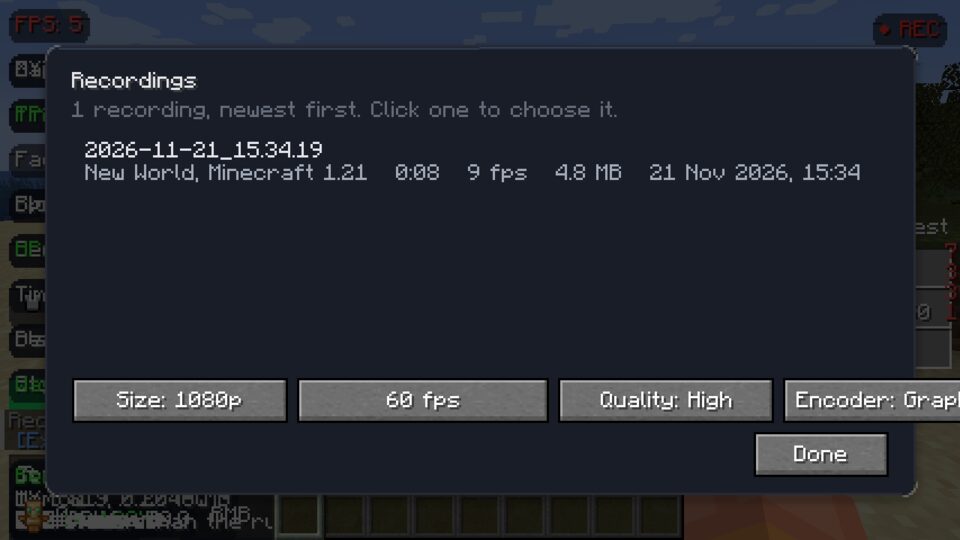 FPS: 5
REC
Recordings
1 recording, newest first. Click one to choose it.
2026-11-21_15.34.19
New World, Minecraft 1.21 0:08 9 fps 4.8 MB 21 Nov 2026, 15:34
Size: 1080p
60 fps
Quality: High
Encoder: Grap
Done